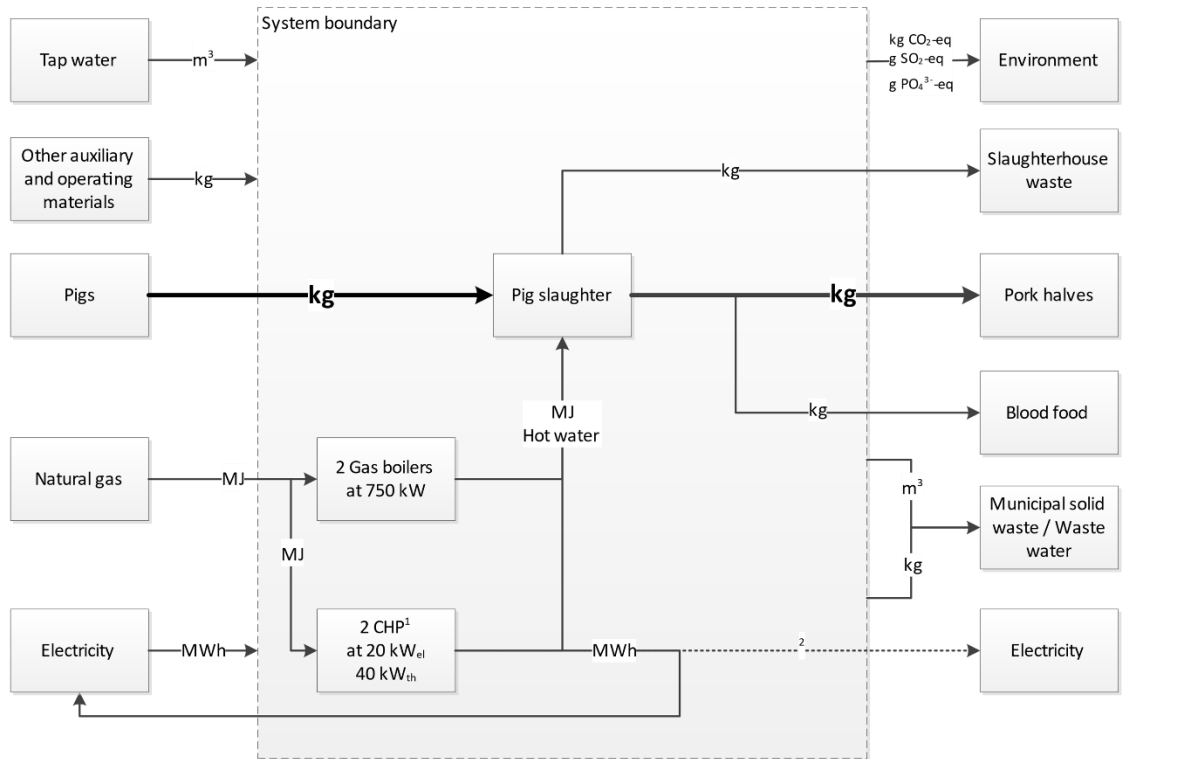 System boundary
Tap water
m³
kg CO₂-eq
g SO₂-eq
g PO₄³⁻-eq
Environment
Other auxiliary
and operating
materials
kg
kg
Slaughterhouse
waste
Pigs
kg
Pig slaughter
kg
Pork halves
MJ
Hot water
kg
Blood food
Natural gas
MJ
2 Gas boilers
at 750 kW
MJ
m³
kg
Municipal solid
waste / Waste
water
Electricity
MWh
2 CHP¹
at 20 kWₑₗ
40 kWₜₕ
MWh
2
Electricity